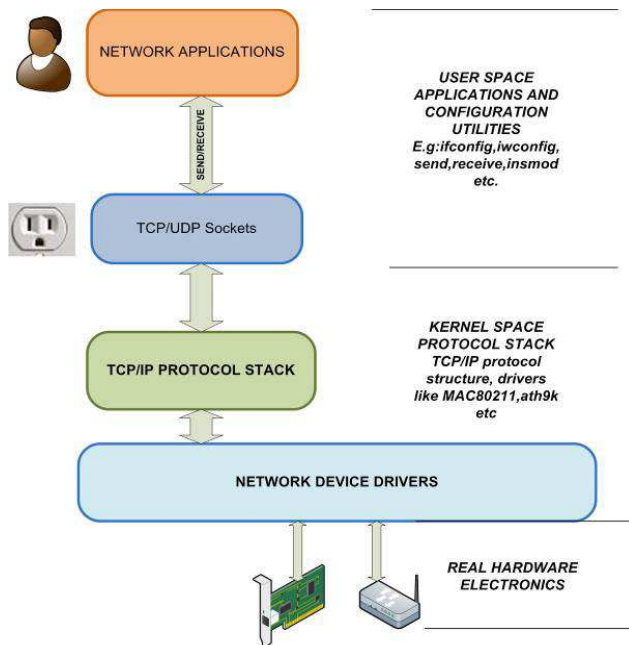 NETWORK APPLICATIONS
SEND/RECEIVE
TCP/UDP Sockets
TCP/IP PROTOCOL STACK
NETWORK DEVICE DRIVERS
USER SPACE
APPLICATIONS AND
CONFIGURATION
UTILITIES
E.g:ifconfig,iwconfig,
send,receive,insmod
etc.
KERNEL SPACE
PROTOCOL STACK
TCP/IP protocol
structure, drivers
like MAC80211,ath9k
etc
REAL HARDWARE
ELECTRONICS